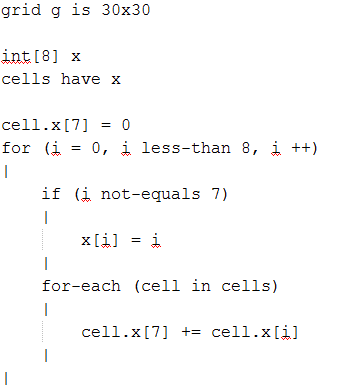 grid g is 30x30
int[8] x
cells have x
cell.x[7] = 0
for (i = 0, i less-than 8, i ++)
|
if (i not-equals 7)
|
x[i] = i
|
for-each (cell in cells)
|
cell.x[7] += cell.x[i]
|
|